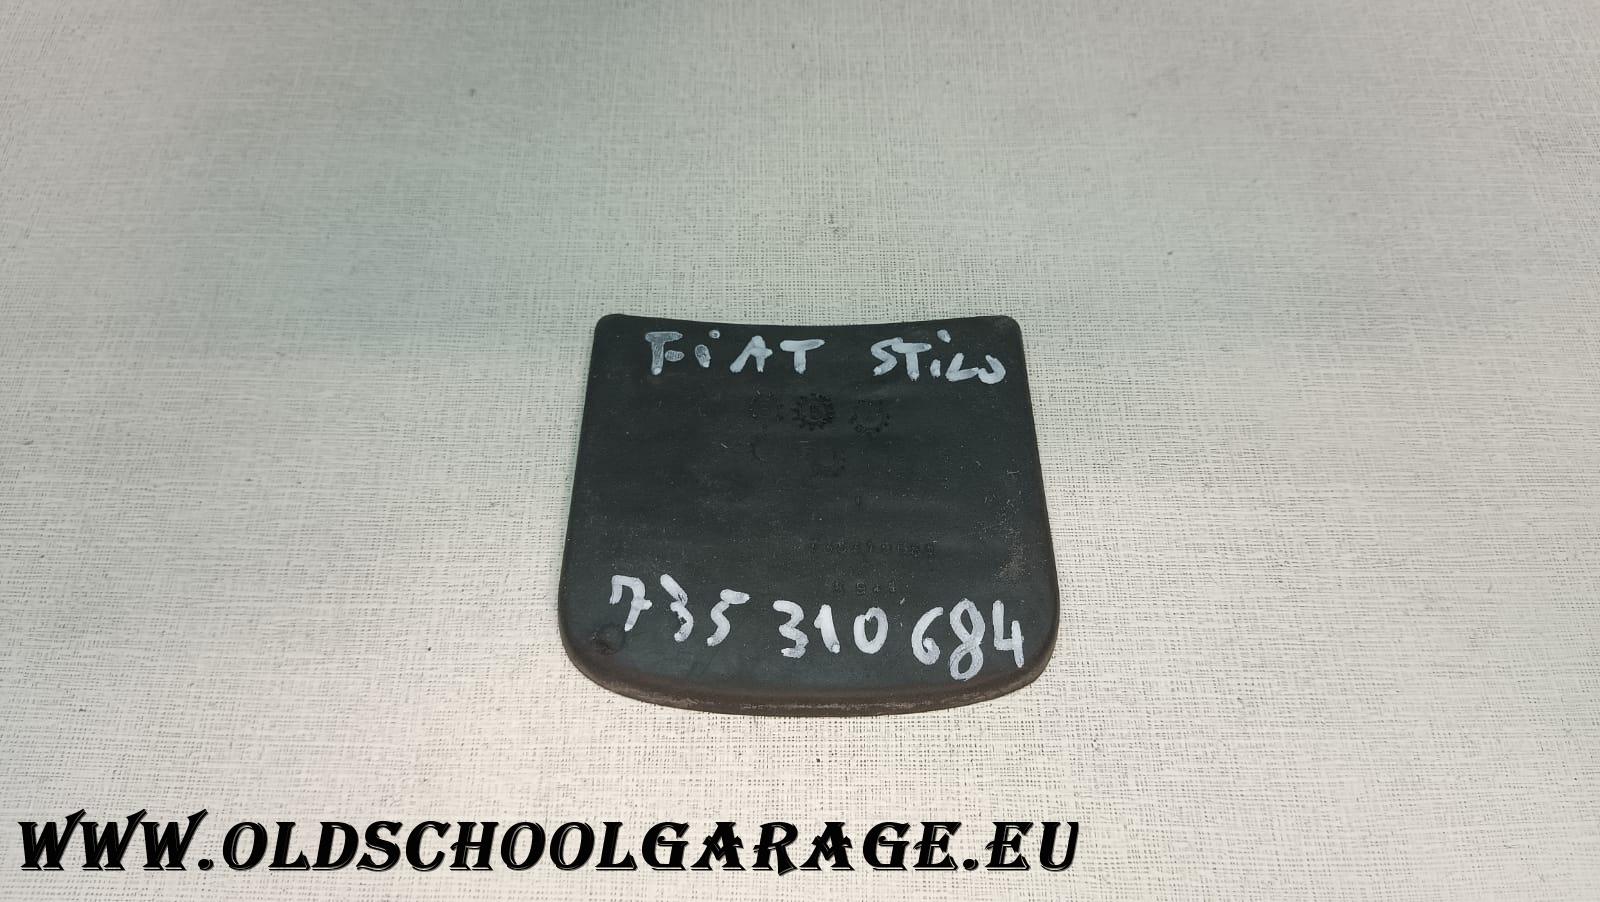 FiAT STiLO
735 310 684
WWW.OLDSCHOOLGARAGE.EU